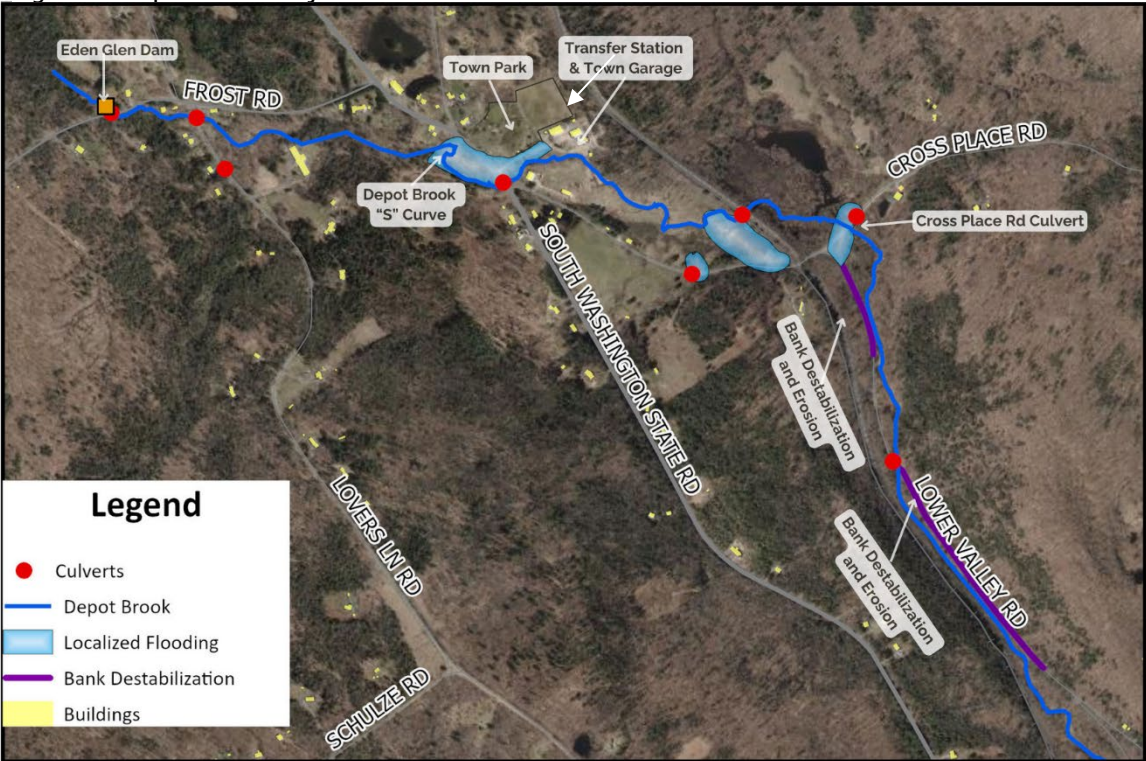 Eden Glen Dam
FROST RD
Town Park
Transfer Station
& Town Garage
CROSS PLACE RD
Depot Brook
"S" Curve
Cross Place Rd Culvert
SOUTH WASHINGTON STATE RD
Bank Destabilization
and Erosion
LOVERS LN RD
LOWER VALLEY RD
Bank Destabilization
and Erosion
SCHULZE RD
Legend
Culverts
Depot Brook
Localized Flooding
Bank Destabilization
Buildings